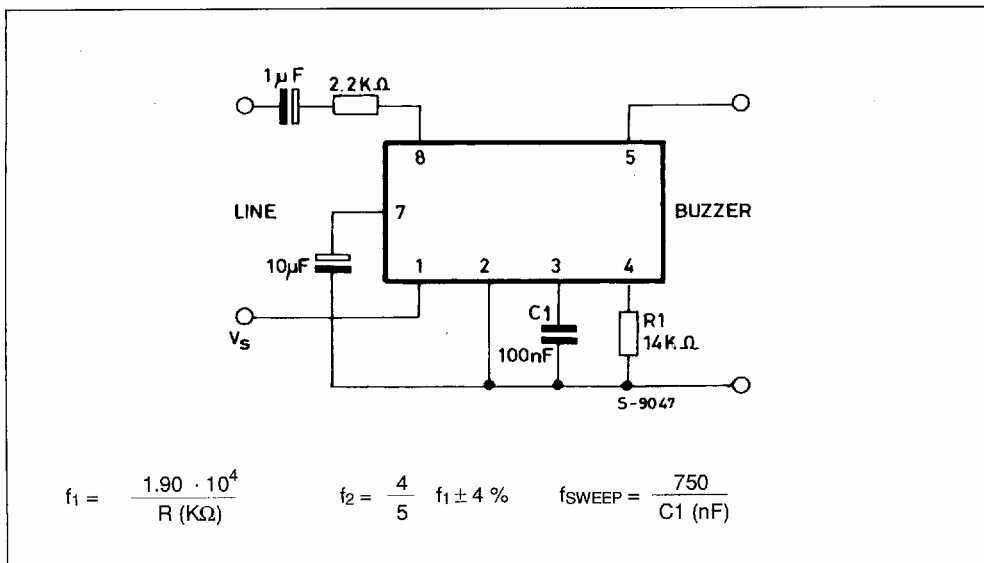 1µF
2.2KΩ
8
5
LINE
7
BUZZER
10µF
1
2
3
4
C1
R1
100nF
14KΩ
Vs
S-9047
f1 = 1.90 · 10^4 / R (KΩ)
f2 = 4/5 f1 ± 4 %
fSWEEP = 750 / C1 (nF)